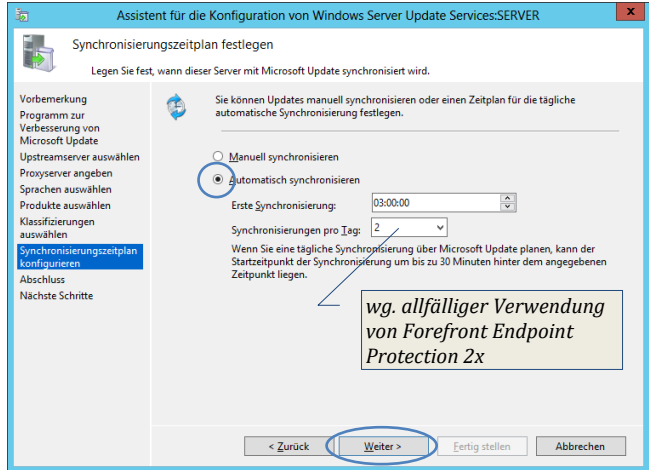 Assistent für die Konfiguration von Windows Server Update Services:SERVER
x
Synchronisierungszeitplan festlegen
Legen Sie fest, wann dieser Server mit Microsoft Update synchronisiert wird.
Vorbemerkung
Programm zur
Verbesserung von
Microsoft Update
Upstreamserver auswählen
Proxyserver angeben
Sprachen auswählen
Produkte auswählen
Klassifizierungen
auswählen
Synchronisierungszeitplan
konfigurieren
Abschluss
Nächste Schritte
Sie können Updates manuell synchronisieren oder einen Zeitplan für die tägliche
automatische Synchronisierung festlegen.
Manuell synchronisieren
Automatisch synchronisieren
Erste Synchronisierung: 03:00:00
Synchronisierungen pro Tag: 2
Wenn Sie eine tägliche Synchronisierung über Microsoft Update planen, kann der
Startzeitpunkt der Synchronisierung um bis zu 30 Minuten hinter dem angegebenen
Zeitpunkt liegen.
wg. allfälliger Verwendung
von Forefront Endpoint
Protection 2x
< Zurück Weiter > Fertig stellen Abbrechen